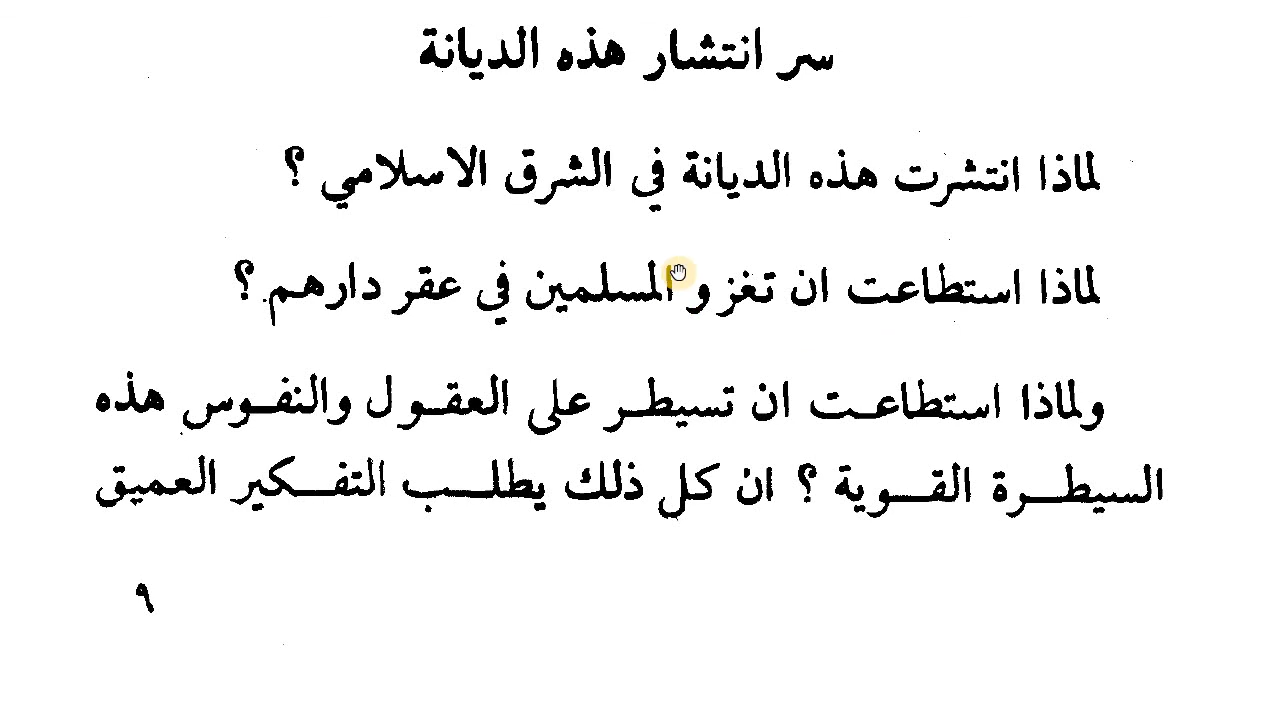 سر انتشار هذه الديانة
لماذا انتشرت هذه الديانة في الشرق الاسلامي ؟
لماذا استطاعت ان تغزو المسلمين في عقر دارهم ؟
ولماذا استطاعت ان تسيطر على العقول والنفوس هذه
السيطرة القوية ؟ ان كل ذلك يطلب التفكير العميق
٩